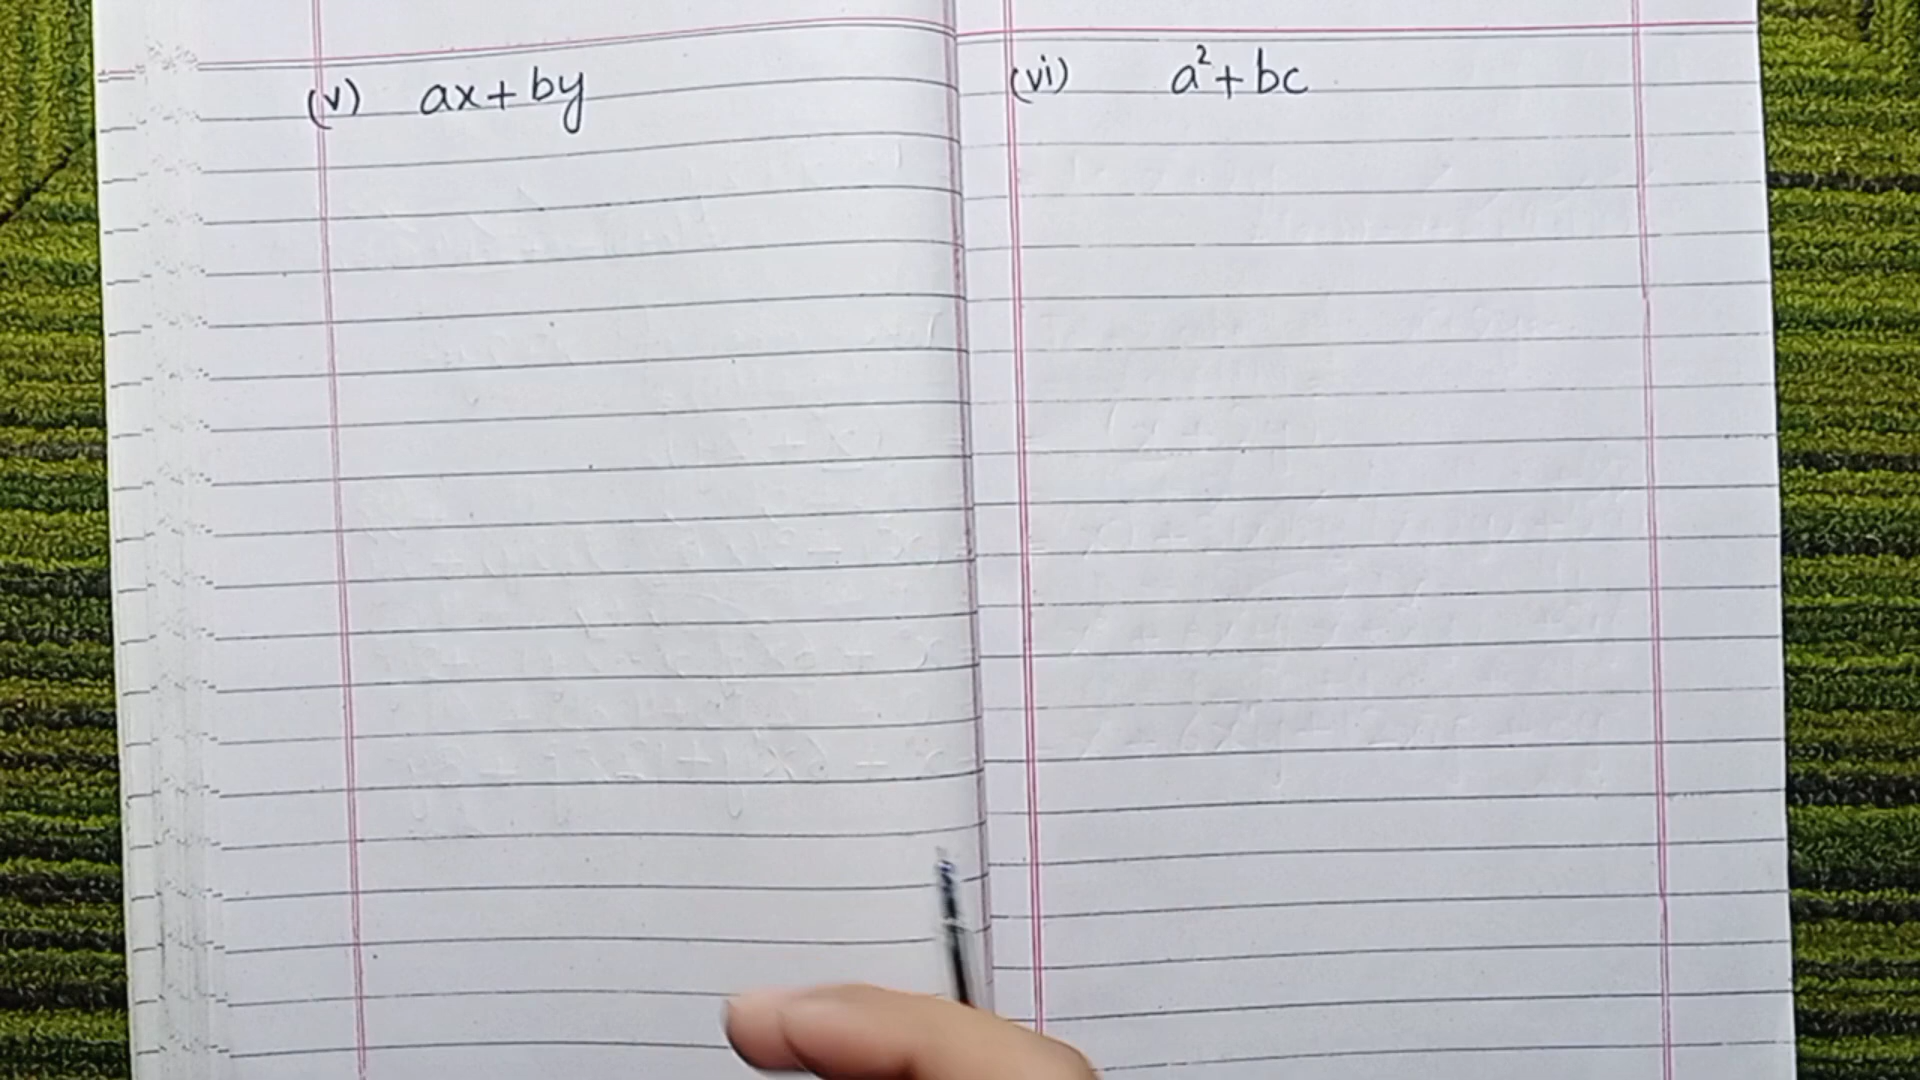 (v) ax + by
(vi) a² + bc